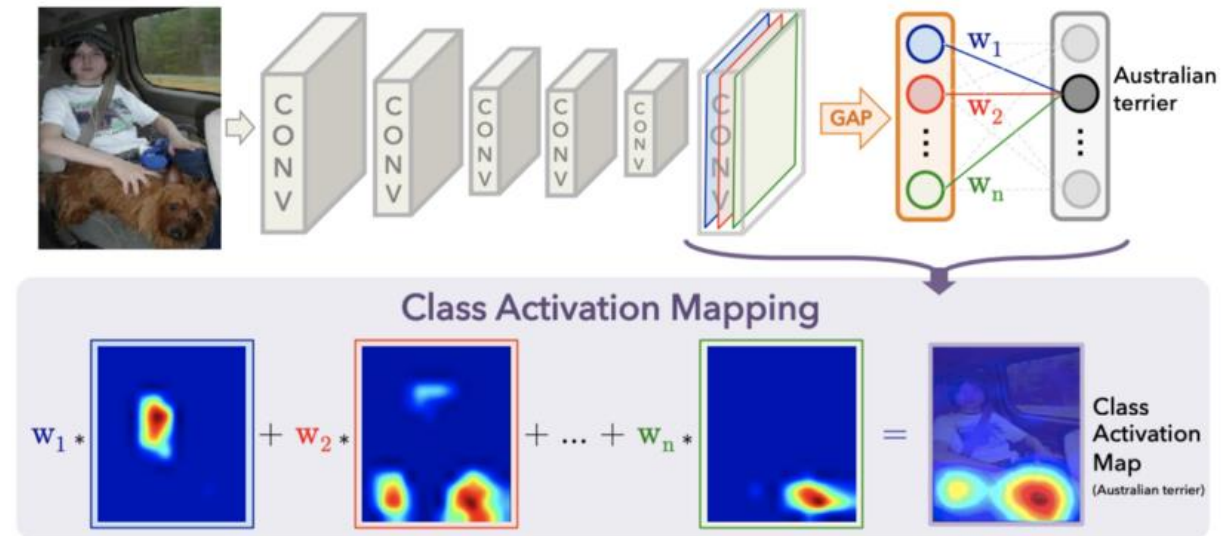 CONV
CONV
CONV
CONV
CONV
CONV
GAP
w1
w2
⋮
wn
⋮
Australian
terrier
Class Activation Mapping
w1 * + w2 * + ... + wn * =
Class
Activation
Map
(Australian terrier)